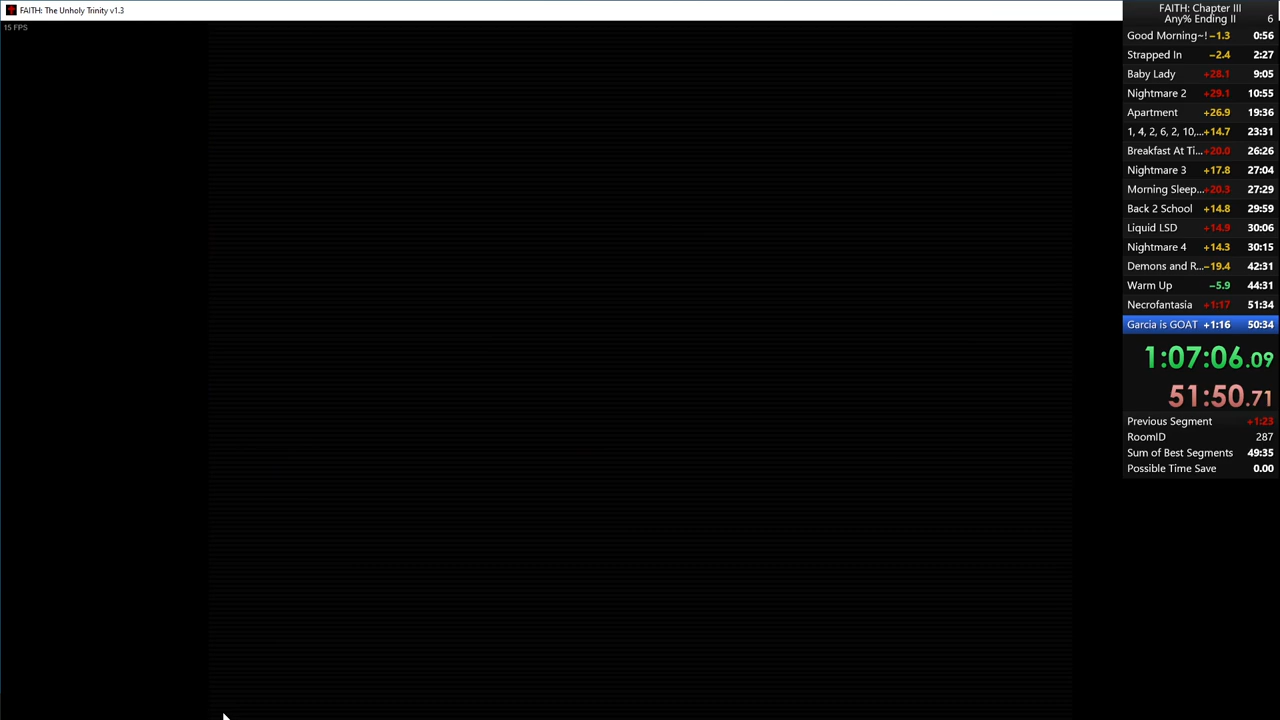 FAITH: The Unholy Trinity v1.3
15 FPS
FAITH: Chapter III
Any% Ending II 6
Good Morning~! −1.3 0:56
Strapped In −2.4 2:27
Baby Lady +28.1 9:05
Nightmare 2 +29.1 10:55
Apartment +26.9 19:36
1, 4, 2, 6, 2, 10,... +14.7 23:31
Breakfast At Ti... +20.0 26:26
Nightmare 3 +17.8 27:04
Morning Sleep... +20.3 27:29
Back 2 School +14.8 29:59
Liquid LSD +14.9 30:06
Nightmare 4 +14.3 30:15
Demons and R... −19.4 42:31
Warm Up −5.9 44:31
Necrofantasia +1:17 51:34
Garcia is GOAT +1:16 50:34
1:07:06.09
51:50.71
Previous Segment +1:23
RoomID 287
Sum of Best Segments 49:35
Possible Time Save 0.00